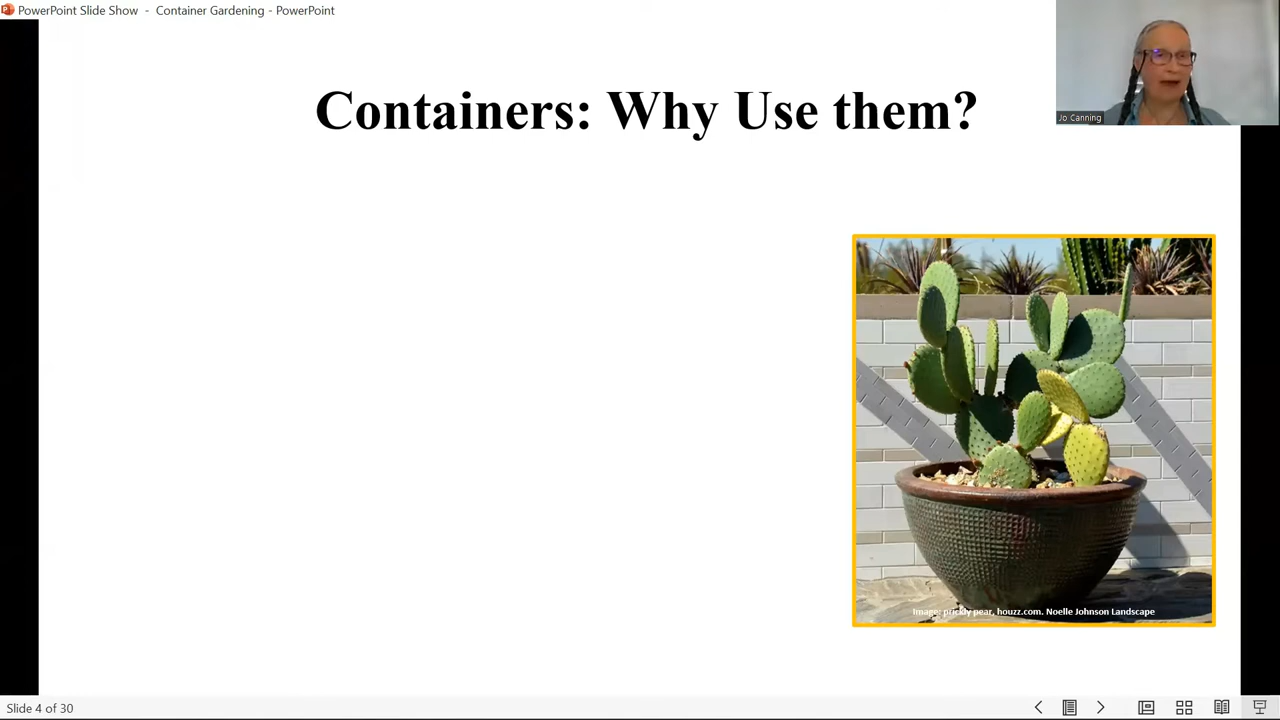 PowerPoint Slide Show - Container Gardening - PowerPoint
Containers: Why Use them?
Jo Canning
Image: prickly pear, houzz.com. Noelle Johnson Landscape
Slide 4 of 30